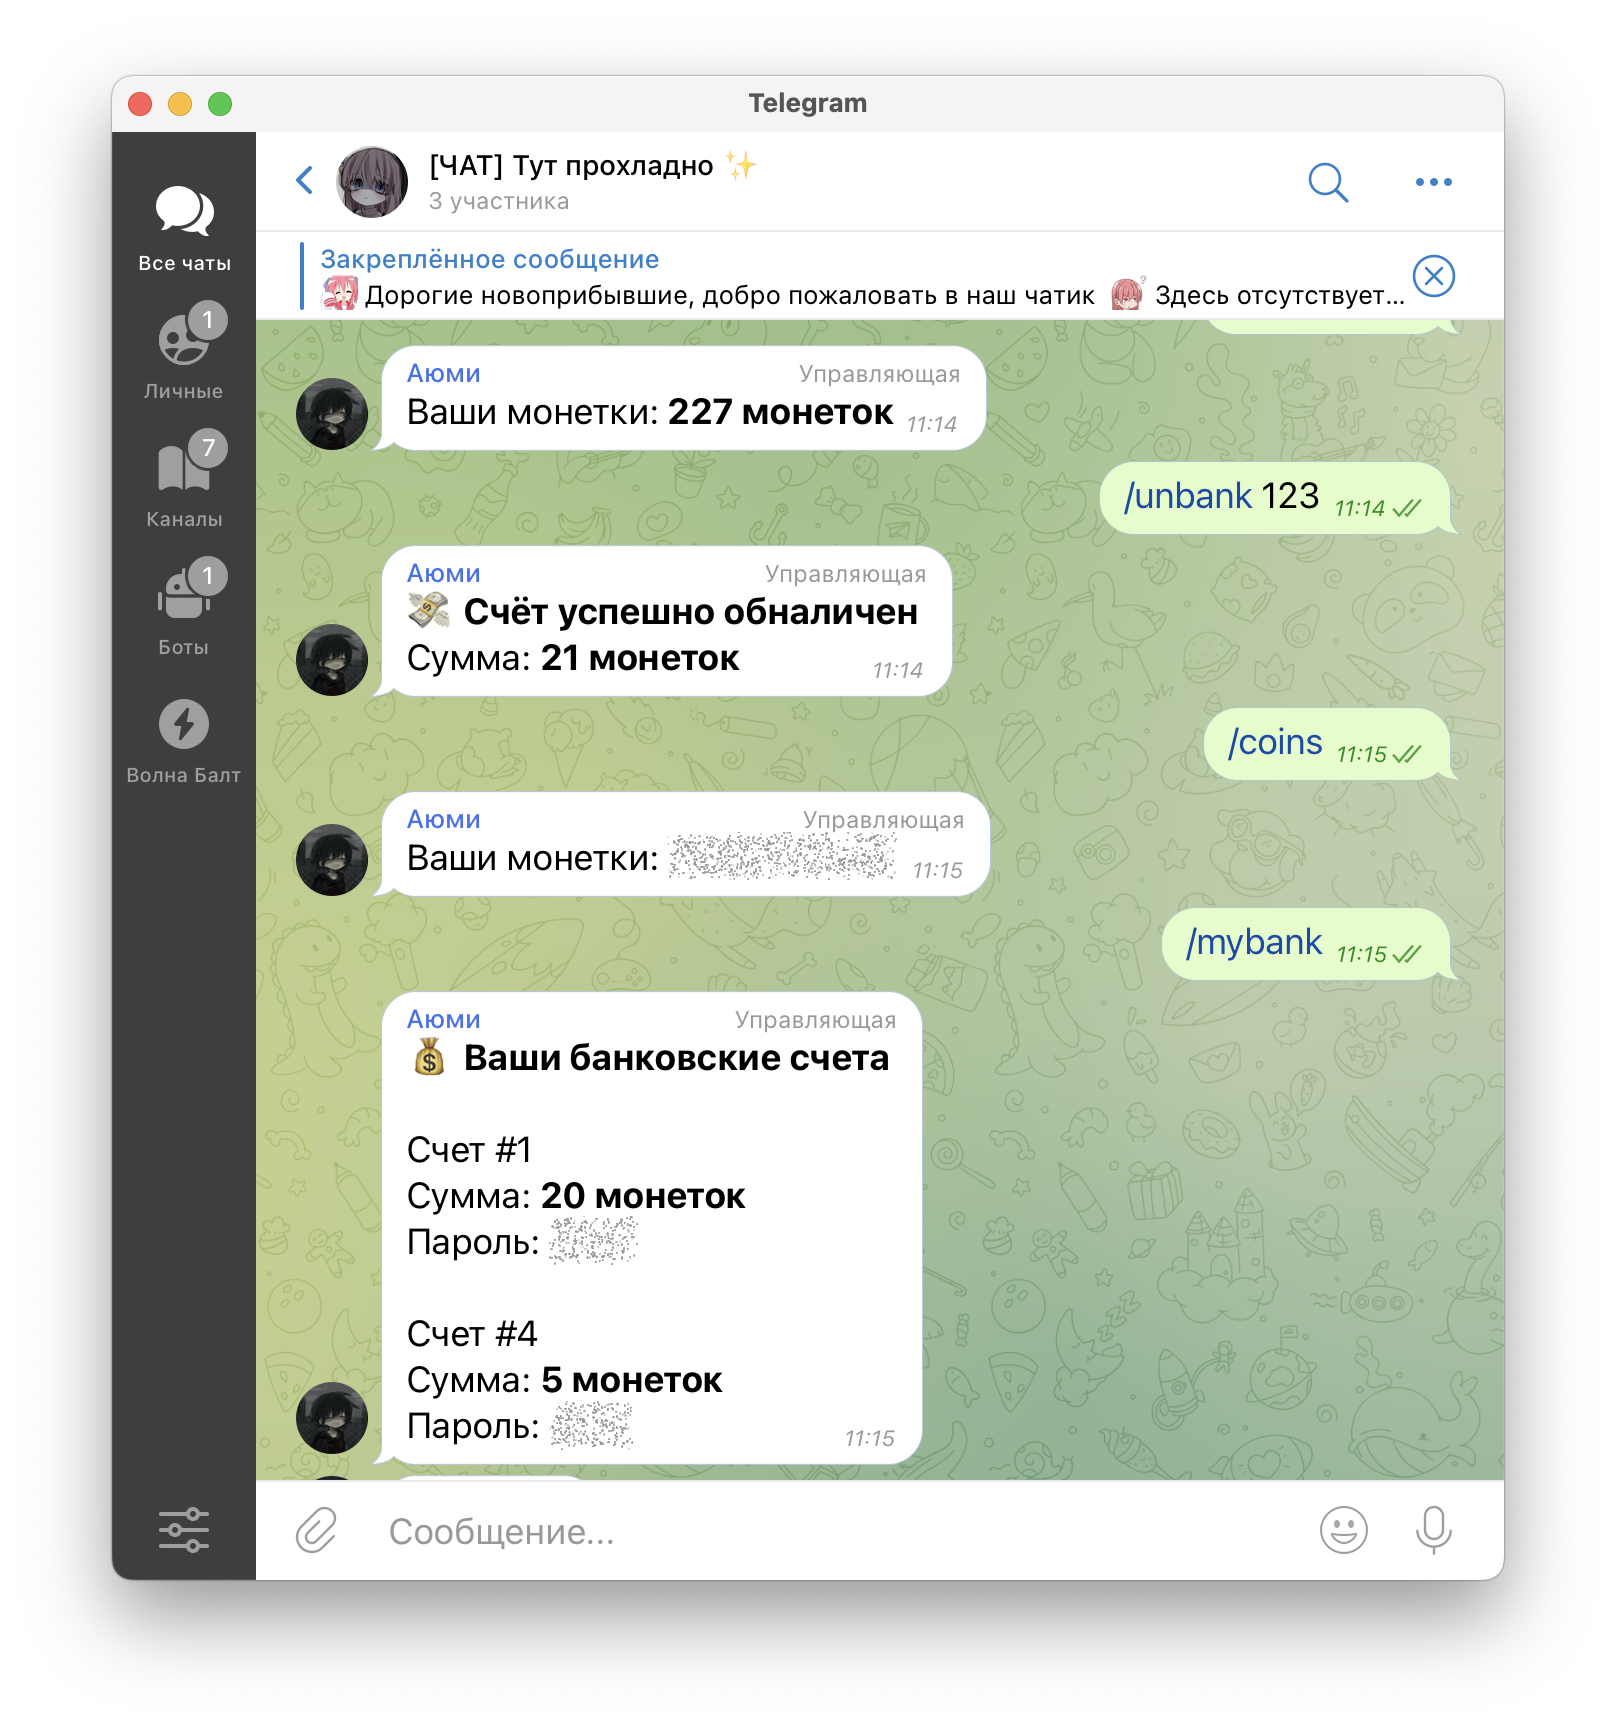 Telegram
Все чаты
1
Личные
7
Каналы
1
Боты
Волна Балт
[ЧАТ] Тут прохладно ✨
3 участника
Закреплённое сообщение
Дорогие новоприбывшие, добро пожаловать в наш чатик Здесь отсутствует...
Аюми Управляющая
Ваши монетки: 227 монеток 11:14
/unbank 123 11:14
Аюми Управляющая
💸 Счёт успешно обналичен
Сумма: 21 монеток 11:14
/coins 11:15
Аюми Управляющая
Ваши монетки: 11:15
/mybank 11:15
Аюми Управляющая
💰 Ваши банковские счета
Счет #1
Сумма: 20 монеток
Пароль:
Счет #4
Сумма: 5 монеток
Пароль: 11:15
Сообщение...